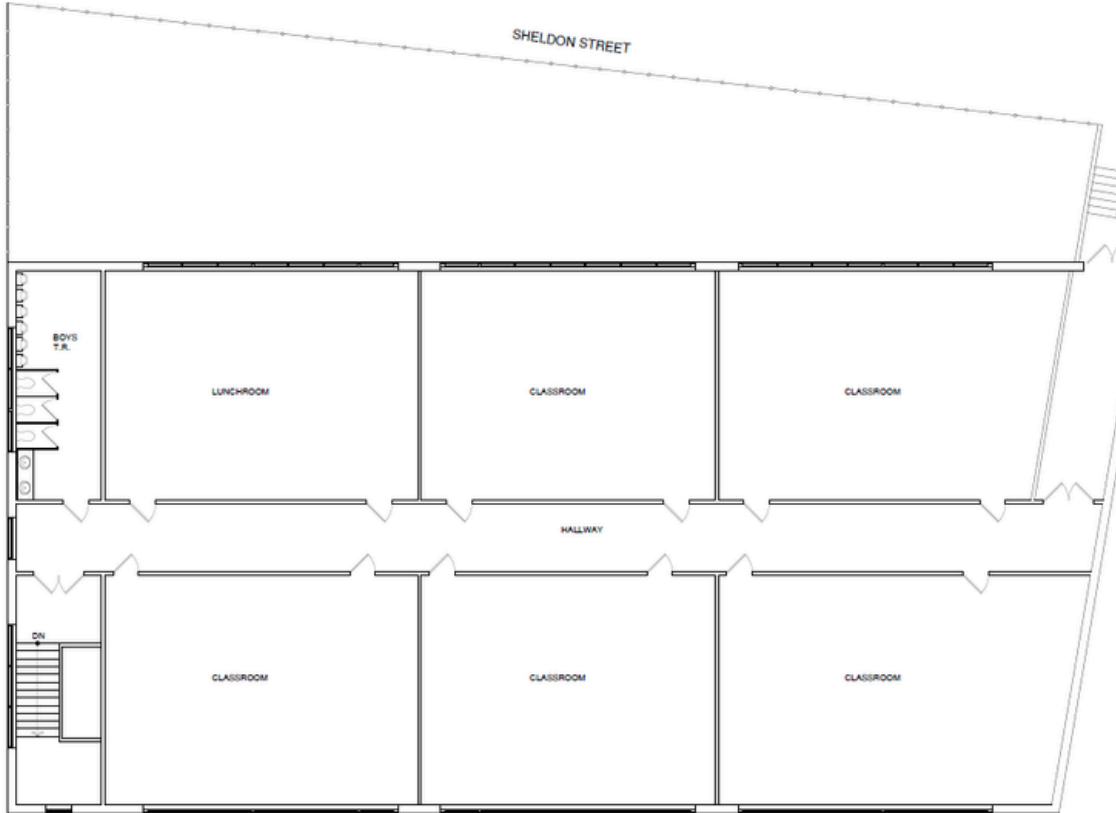 SHELDON STREET
BOYS
T.R.
LUNCHROOM
CLASSROOM
CLASSROOM
HALLWAY
DN
CLASSROOM
CLASSROOM
CLASSROOM